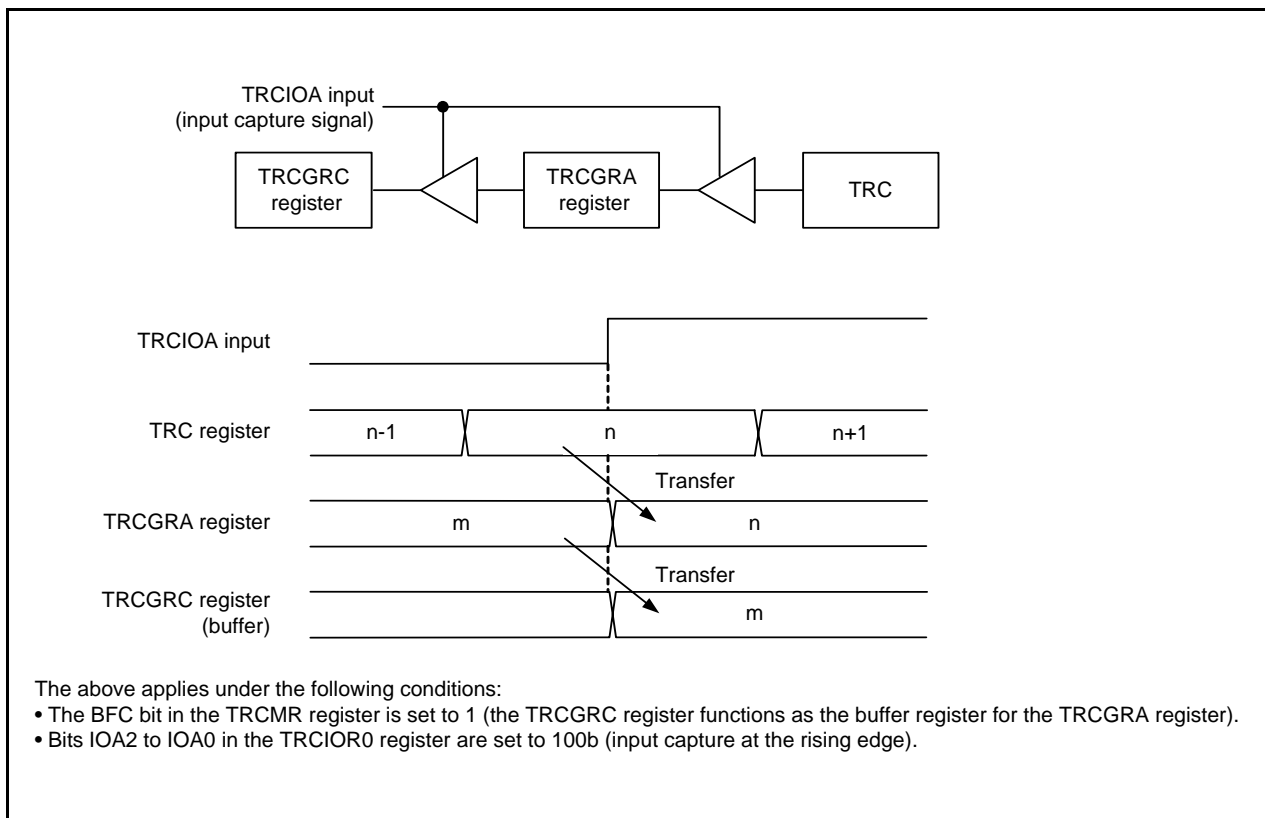 TRCIOA input
(input capture signal)
TRCGRC
register
TRCGRA
register
TRC
TRCIOA input
TRC register
n-1
n
n+1
Transfer
TRCGRA register
m
n
Transfer
TRCGRC register
(buffer)
m
The above applies under the following conditions:
• The BFC bit in the TRCMR register is set to 1 (the TRCGRC register functions as the buffer register for the TRCGRA register).
• Bits IOA2 to IOA0 in the TRCIOR0 register are set to 100b (input capture at the rising edge).